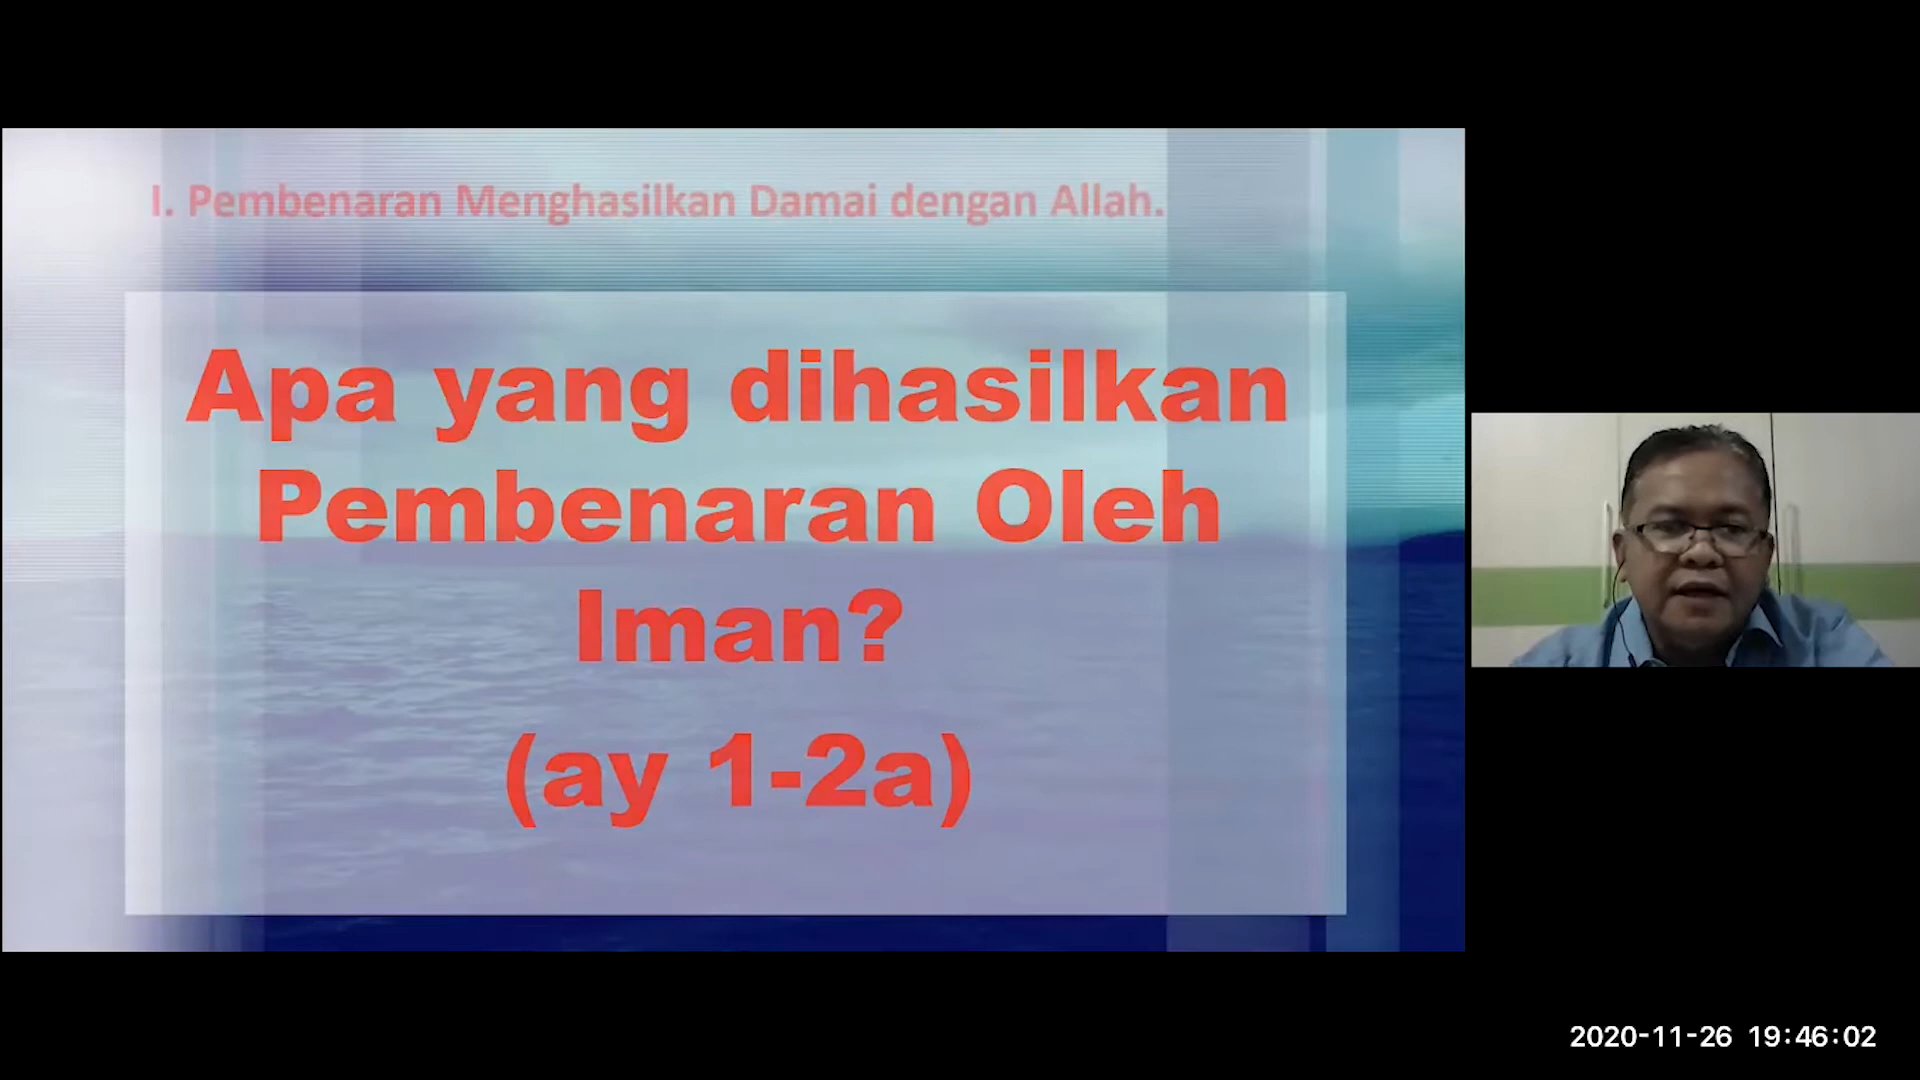 I. Pembenaran Menghasilkan Damai dengan Allah.
Apa yang dihasilkan
Pembenaran Oleh
Iman?
(ay 1-2a)
2020-11-26 19:46:02